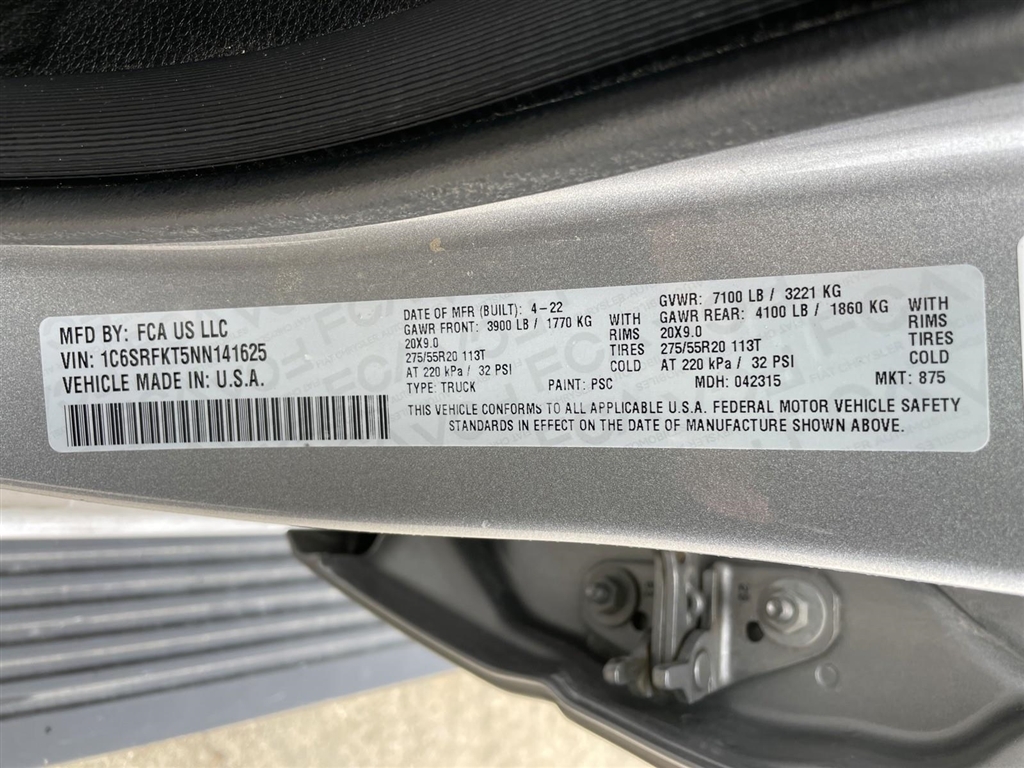 MFD BY: FCA US LLC
VIN: 1C6SRFKT5NN141625
VEHICLE MADE IN: U.S.A.
DATE OF MFR (BUILT): 4-22 GVWR: 7100 LB / 3221 KG
GAWR FRONT: 3900 LB / 1770 KG WITH GAWR REAR: 4100 LB / 1860 KG WITH
20X9.0 RIMS 20X9.0 RIMS
275/55R20 113T TIRES 275/55R20 113T TIRES
AT 220 kPa / 32 PSI COLD AT 220 kPa / 32 PSI COLD
TYPE: TRUCK PAINT: PSC MDH: 042315 MKT: 875
THIS VEHICLE CONFORMS TO ALL APPLICABLE U.S.A. FEDERAL MOTOR VEHICLE SAFETY
STANDARDS IN EFFECT ON THE DATE OF MANUFACTURE SHOWN ABOVE.